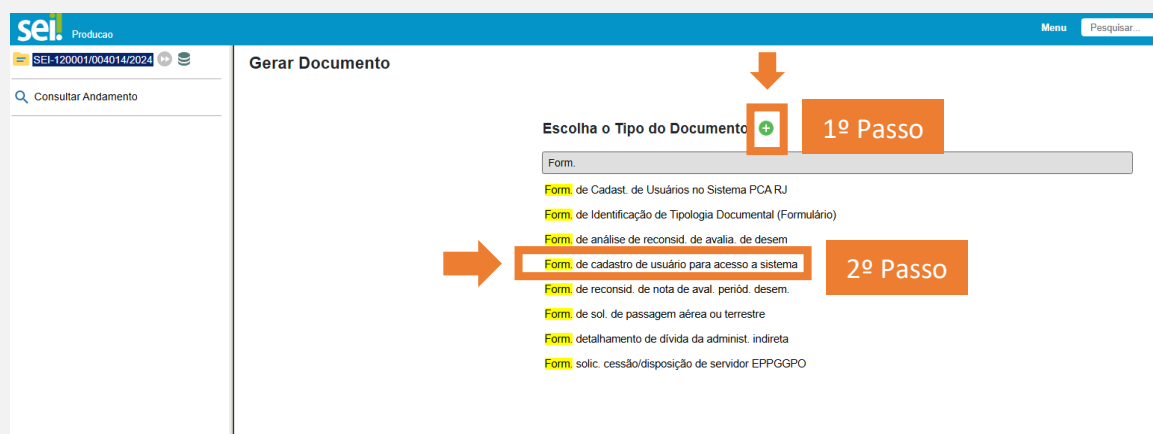 sei! Producao
Menu
Pesquisar...
SEI-120001/004014/2024
Consultar Andamento
Gerar Documento
Escolha o Tipo do Documento
1º Passo
Form.
Form. de Cadast. de Usuários no Sistema PCA RJ
Form. de Identificação de Tipologia Documental (Formulário)
Form. de análise de reconsid. de avalia. de desem
Form. de cadastro de usuário para acesso a sistema
2º Passo
Form. de reconsid. de nota de aval. periód. desem.
Form. de sol. de passagem aérea ou terrestre
Form. detalhamento de dívida da administ. indireta
Form. solic. cessão/disposição de servidor EPPGGPO